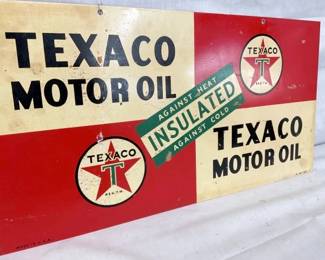 TEXACO
MOTOR OIL
TEXACO
T
AGAINST HEAT
INSULATED
AGAINST COLD
TEXACO
T
TEXACO
MOTOR OIL